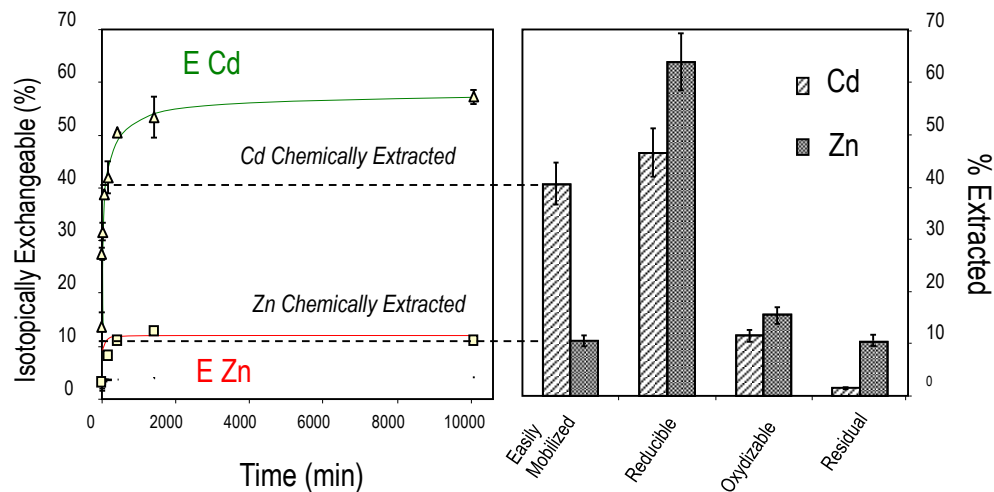 70
60
50
40
30
20
10
0
Isotopically Exchangeable (%)
E Cd
Cd Chemically Extracted
Zn Chemically Extracted
E Zn
0
2000
4000
6000
8000
10000
Time (min)
Cd
Zn
70
60
50
40
30
20
10
0
% Extracted
Easily
Mobilized
Reducible
Oxydizable
Residual